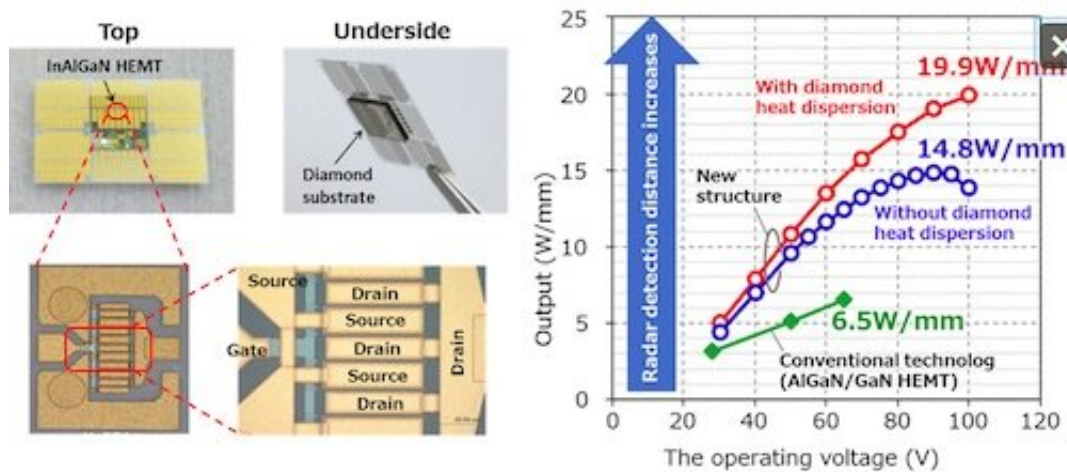 Top
InAlGaN HEMT
Underside
Diamond
substrate
Source
Drain
Source
Gate
Drain
Source
Drain
Drain
25
20
15
10
5
0
Output (W/mm)
Radar detection distance increases
19.9W/mm
With diamond
heat dispersion
14.8W/mm
New
structure
Without diamond
heat dispersion
6.5W/mm
Conventional technolog
(AlGaN/GaN HEMT)
0 20 40 60 80 100 120
The operating voltage (V)